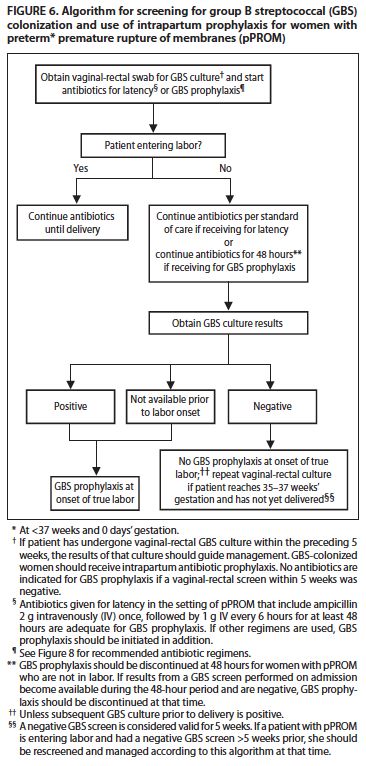 FIGURE 6. Algorithm for screening for group B streptococcal (GBS)
colonization and use of intrapartum prophylaxis for women with
preterm* premature rupture of membranes (pPROM)
Obtain vaginal-rectal swab for GBS culture† and start
antibiotics for latency§ or GBS prophylaxis¶
Patient entering labor?
Yes
No
Continue antibiotics
until delivery
Continue antibiotics per standard
of care if receiving for latency
or
continue antibiotics for 48 hours**
if receiving for GBS prophylaxis
Obtain GBS culture results
Positive
Not available prior
to labor onset
Negative
GBS prophylaxis at
onset of true labor
No GBS prophylaxis at onset of true
labor;†† repeat vaginal-rectal culture
if patient reaches 35–37 weeks'
gestation and has not yet delivered§§
* At <37 weeks and 0 days' gestation.
† If patient has undergone vaginal-rectal GBS culture within the preceding 5
weeks, the results of that culture should guide management. GBS-colonized
women should receive intrapartum antibiotic prophylaxis. No antibiotics are
indicated for GBS prophylaxis if a vaginal-rectal screen within 5 weeks was
negative.
§ Antibiotics given for latency in the setting of pPROM that include ampicillin
2 g intravenously (IV) once, followed by 1 g IV every 6 hours for at least 48
hours are adequate for GBS prophylaxis. If other regimens are used, GBS
prophylaxis should be initiated in addition.
¶ See Figure 8 for recommended antibiotic regimens.
** GBS prophylaxis should be discontinued at 48 hours for women with pPROM
who are not in labor. If results from a GBS screen performed on admission
become available during the 48-hour period and are negative, GBS prophy-
laxis should be discontinued at that time.
†† Unless subsequent GBS culture prior to delivery is positive.
§§ A negative GBS screen is considered valid for 5 weeks. If a patient with pPROM
is entering labor and had a negative GBS screen >5 weeks prior, she should
be rescreened and managed according to this algorithm at that time.